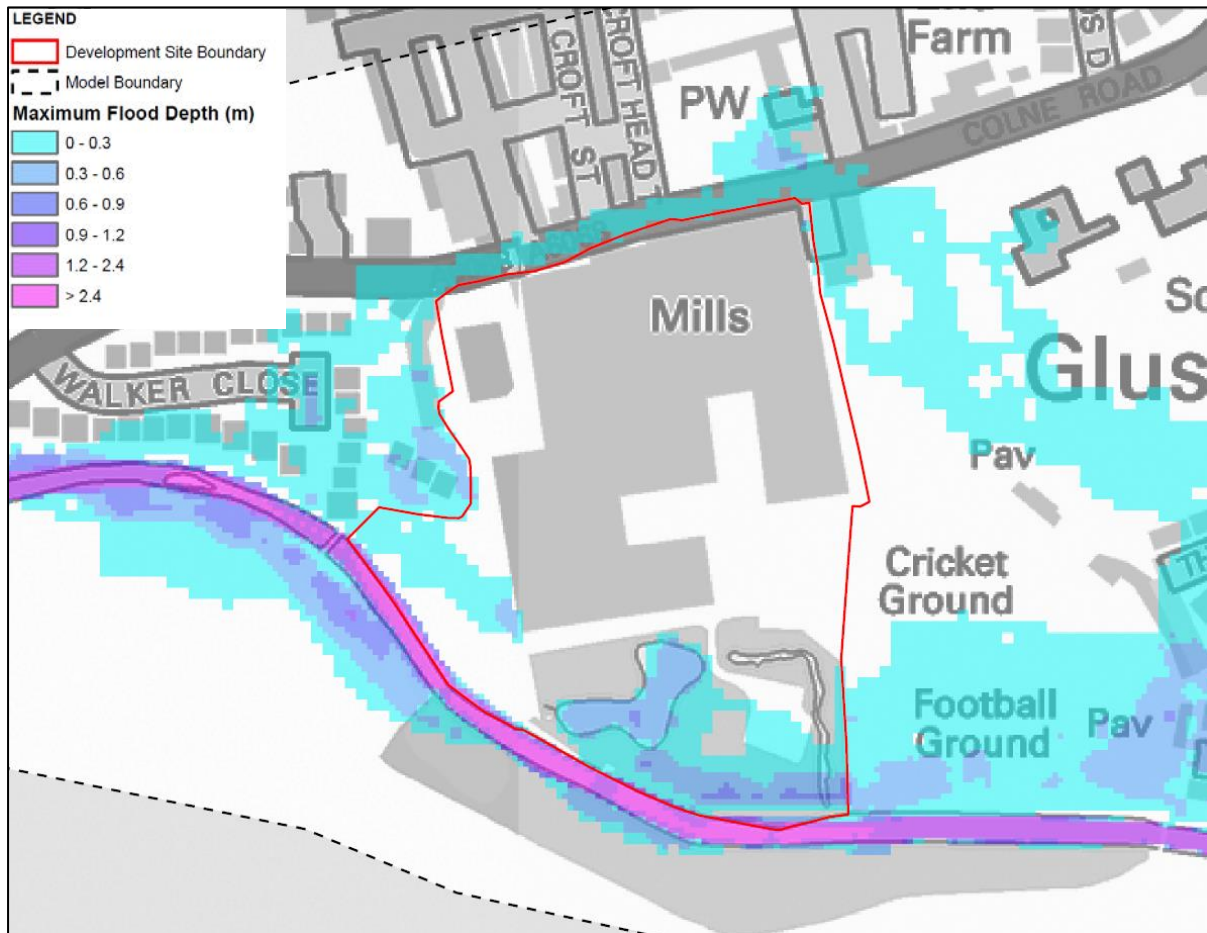 LEGEND
Development Site Boundary
Model Boundary
Maximum Flood Depth (m)
0 - 0.3
0.3 - 0.6
0.6 - 0.9
0.9 - 1.2
1.2 - 2.4
> 2.4
CROFT ST
CROFT HEAD T
Farm
PW
COLNE ROAD
Mills
WALKER CLOSE
Glus
Pav
Cricket
Ground
Football
Ground
Pav
TH